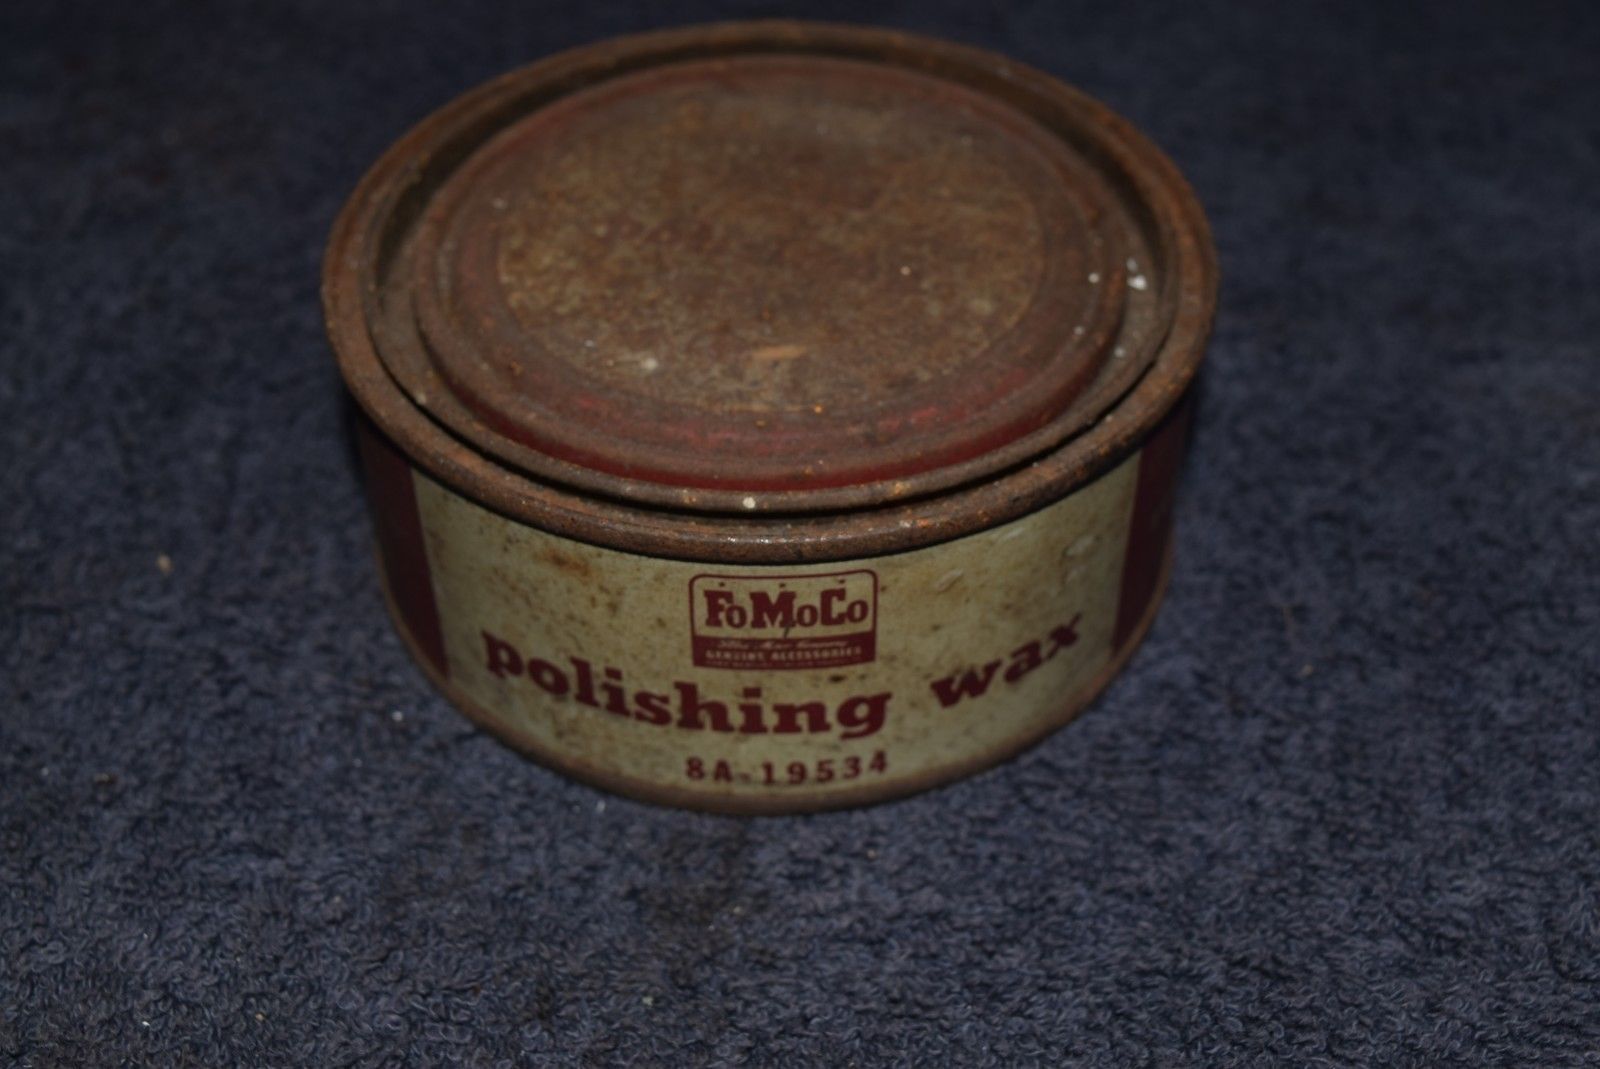 FoMoCo
GENUINE ACCESSORIES
polishing wax
8A-19534